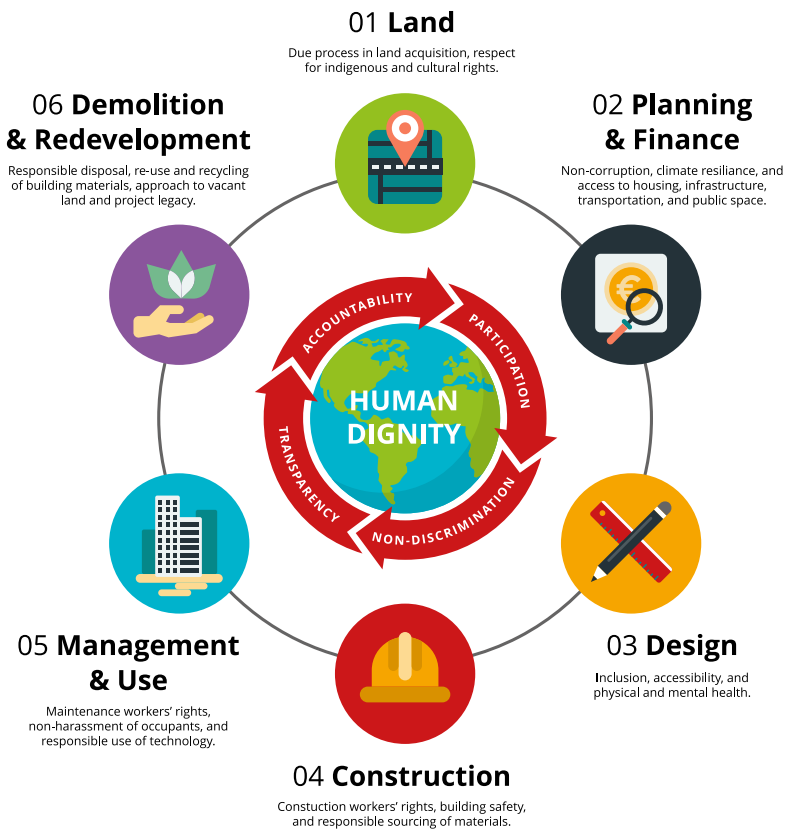 01 Land
Due process in land acquisition, respect
for indigenous and cultural rights.
02 Planning
& Finance
Non-corruption, climate resiliance, and
access to housing, infrastructure,
transportation, and public space.
03 Design
Inclusion, accessibility, and
physical and mental health.
04 Construction
Constuction workers’ rights, building safety,
and responsible sourcing of materials.
05 Management
& Use
Maintenance workers’ rights,
non-harassment of occupants, and
responsible use of technology.
06 Demolition
& Redevelopment
Responsible disposal, re-use and recycling
of building materials, approach to vacant
land and project legacy.
ACCOUNTABILITY
PARTICIPATION
NON-DISCRIMINATION
TRANSPARENCY
HUMAN
DIGNITY
€